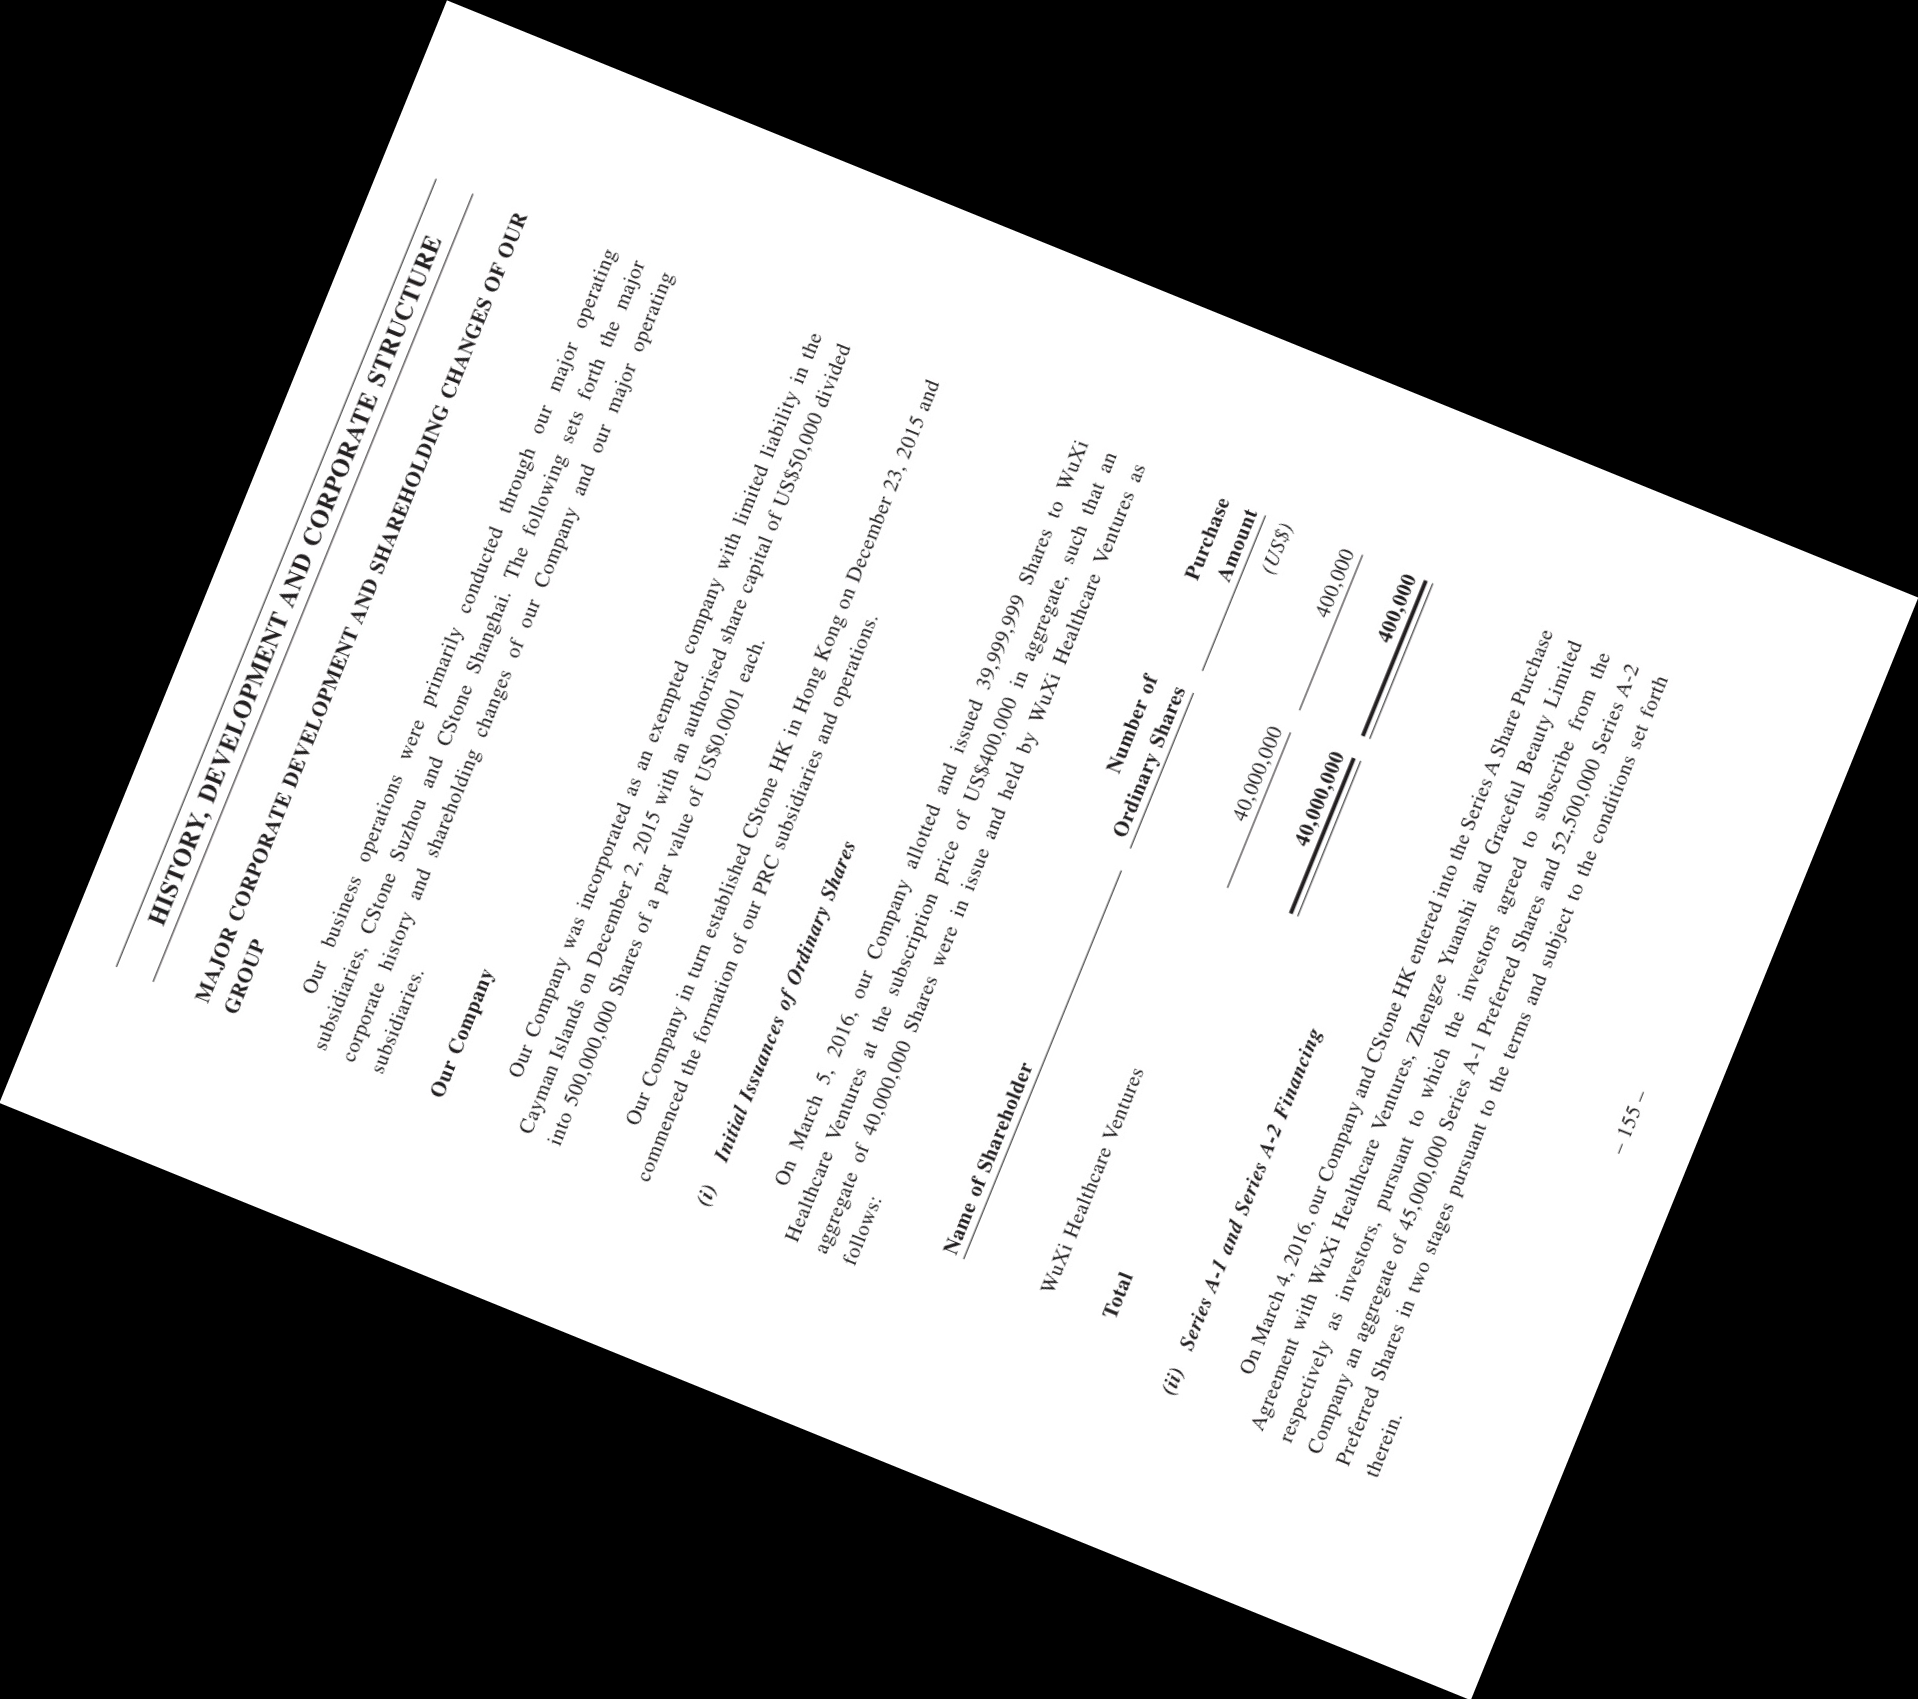 HISTORY, DEVELOPMENT AND CORPORATE STRUCTURE
MAJOR CORPORATE DEVELOPMENT AND SHAREHOLDING CHANGES OF OUR
GROUP
Our business operations were primarily conducted through our major operating
subsidiaries, CStone Suzhou and CStone Shanghai. The following sets forth the major
corporate history and shareholding changes of our Company and our major operating
subsidiaries.
Our Company
Our Company was incorporated as an exempted company with limited liability in the
Cayman Islands on December 2, 2015 with an authorised share capital of US$50,000 divided
into 500,000,000 Shares of a par value of US$0.0001 each.
Our Company in turn established CStone HK in Hong Kong on December 23, 2015 and
commenced the formation of our PRC subsidiaries and operations.
(i) Initial Issuances of Ordinary Shares
On March 5, 2016, our Company allotted and issued 39,999,999 Shares to WuXi
Healthcare Ventures at the subscription price of US$400,000 in aggregate, such that an
aggregate of 40,000,000 Shares were in issue and held by WuXi Healthcare Ventures as
follows:
Number of Purchase
Name of Shareholder Ordinary Shares Amount
(US$)
WuXi Healthcare Ventures 40,000,000 400,000
Total 40,000,000 400,000
(ii) Series A-1 and Series A-2 Financing
On March 4, 2016, our Company and CStone HK entered into the Series A Share Purchase
Agreement with WuXi Healthcare Ventures, Zhengze Yuanshi and Graceful Beauty Limited
respectively as investors, pursuant to which the investors agreed to subscribe from the
Company an aggregate of 45,000,000 Series A-1 Preferred Shares and 52,500,000 Series A-2
Preferred Shares in two stages pursuant to the terms and subject to the conditions set forth
therein.
– 155 –